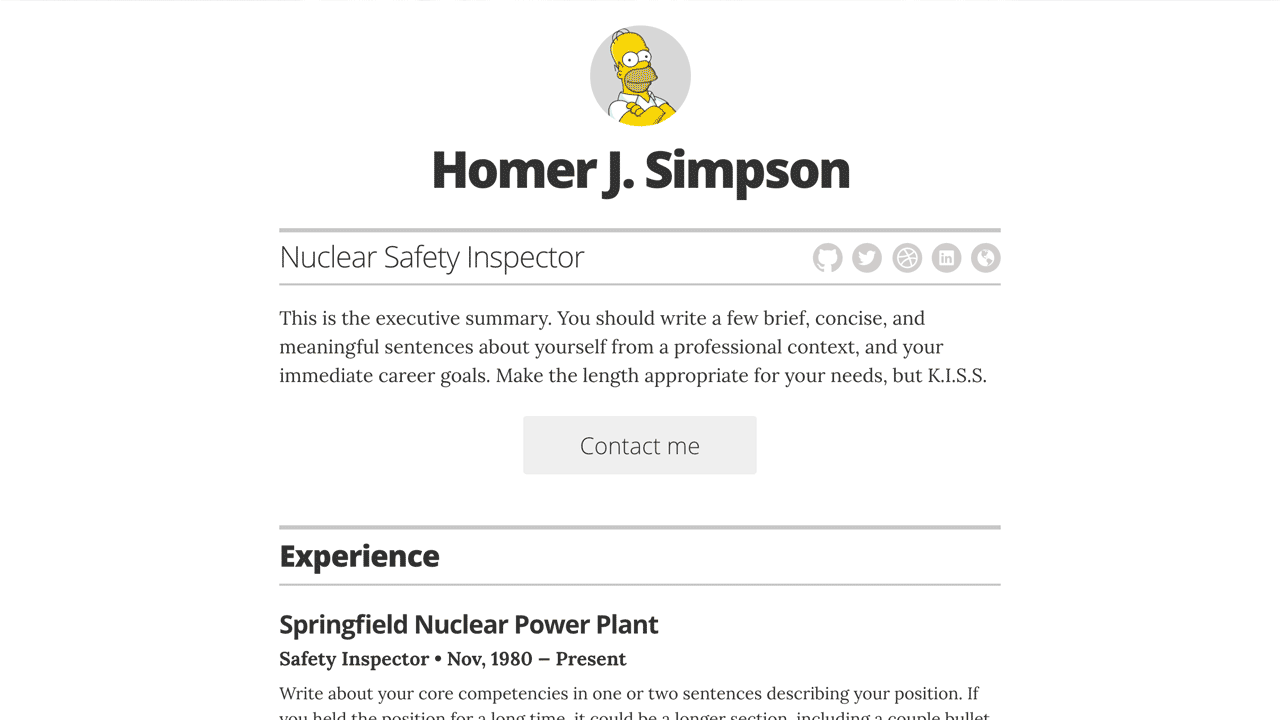 Homer J. Simpson
Nuclear Safety Inspector
in
This is the executive summary. You should write a few brief, concise, and
meaningful sentences about yourself from a professional context, and your
immediate career goals. Make the length appropriate for your needs, but K.I.S.S.
Contact me
Experience
Springfield Nuclear Power Plant
Safety Inspector • Nov, 1980 – Present
Write about your core competencies in one or two sentences describing your position. If
you held the position for a long time, it could be a longer section, including a couple bullet